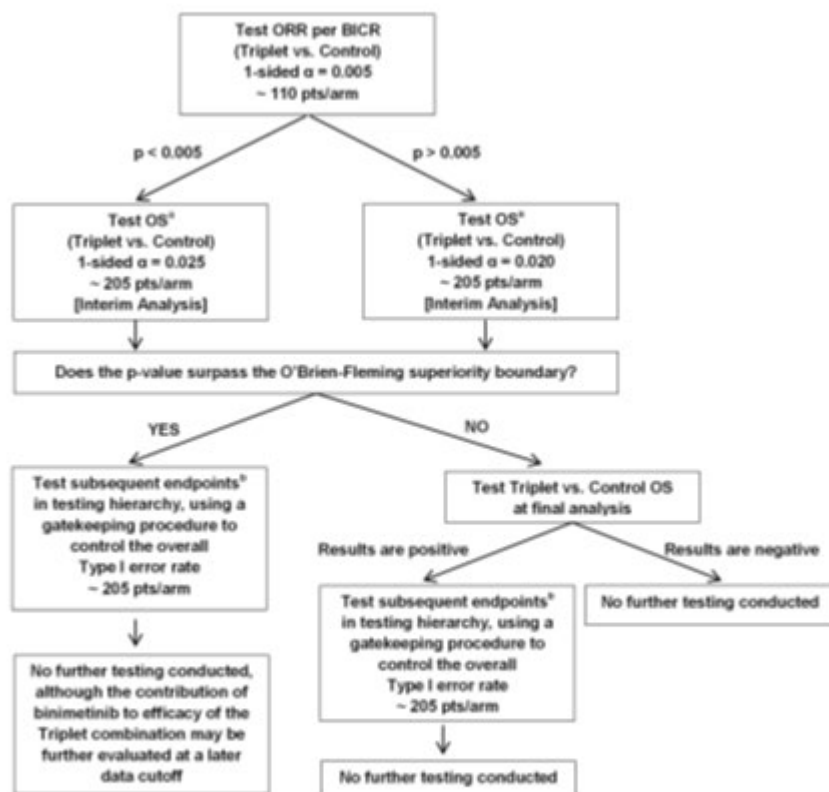 Test ORR per BICR
(Triplet vs. Control)
1-sided α = 0.005
~ 110 pts/arm
p < 0.005
p > 0.005
Test OSᵃ
(Triplet vs. Control)
1-sided α = 0.025
~ 205 pts/arm
[Interim Analysis]
Test OSᵃ
(Triplet vs. Control)
1-sided α = 0.020
~ 205 pts/arm
[Interim Analysis]
Does the p-value surpass the O'Brien-Fleming superiority boundary?
YES
NO
Test subsequent endpointsᵇ
in testing hierarchy, using a
gatekeeping procedure to
control the overall
Type I error rate
~ 205 pts/arm
Test Triplet vs. Control OS
at final analysis
Results are positive
Results are negative
Test subsequent endpointsᵇ
in testing hierarchy, using a
gatekeeping procedure to
control the overall
Type I error rate
~ 205 pts/arm
No further testing conducted
No further testing conducted,
although the contribution of
binimetinib to efficacy of the
Triplet combination may be
further evaluated at a later
data cutoff
No further testing conducted